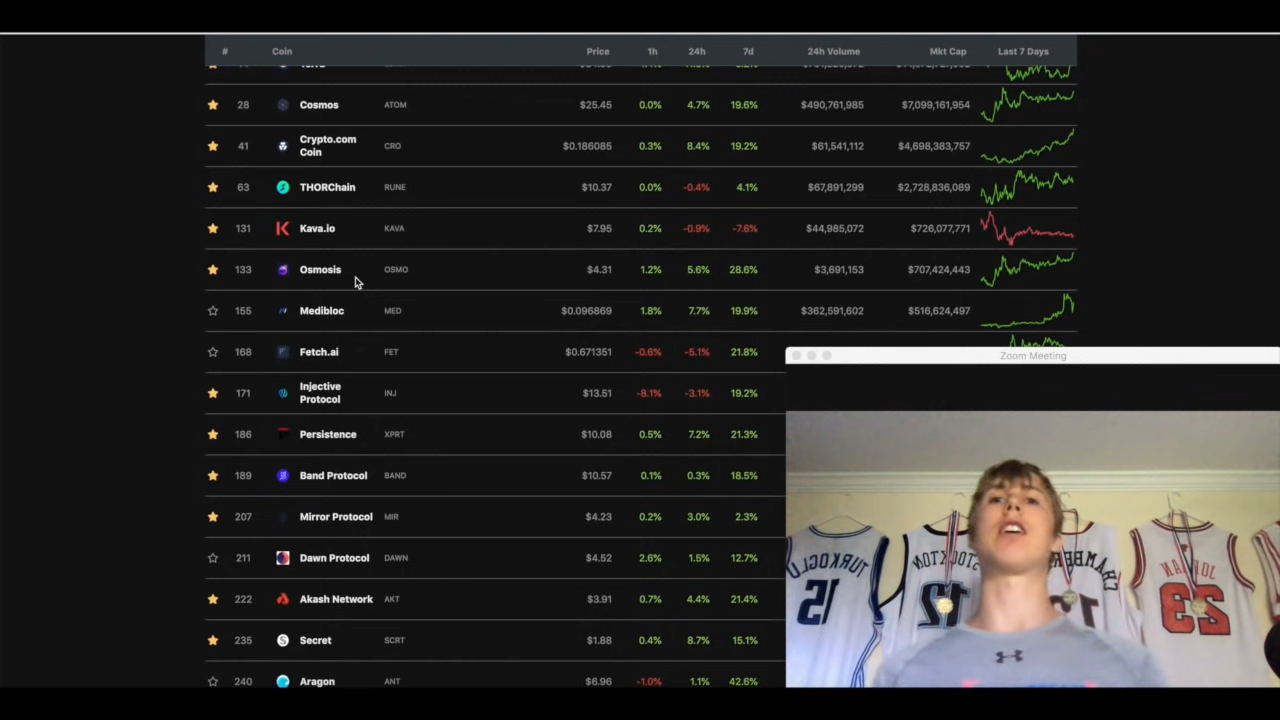 # Coin Price 1h 24h 7d 24h Volume Mkt Cap Last 7 Days
28 Cosmos ATOM $25.45 0.0% 4.7% 19.6% $490,761,985 $7,099,161,954
41 Crypto.com Coin CRO $0.186085 0.3% 8.4% 19.2% $61,541,112 $4,698,383,757
63 THORChain RUNE $10.37 0.0% -0.4% 4.1% $67,891,299 $2,728,836,089
131 Kava.io KAVA $7.95 0.2% -0.9% -7.6% $44,985,072 $726,077,771
133 Osmosis OSMO $4.31 1.2% 5.6% 28.6% $3,691,153 $707,424,443
155 Medibloc MED $0.096869 1.8% 7.7% 19.9% $362,591,602 $516,624,497
168 Fetch.ai FET $0.671351 -0.6% -5.1% 21.8%
Zoom Meeting
171 Injective Protocol INJ $13.51 -8.1% -3.1% 19.2%
186 Persistence XPRT $10.08 0.5% 7.2% 21.3%
189 Band Protocol BAND $10.57 0.1% 0.3% 18.5%
207 Mirror Protocol MIR $4.23 0.2% 3.0% 2.3%
211 Dawn Protocol DAWN $4.52 2.6% 1.5% 12.7%
222 Akash Network AKT $3.91 0.7% 4.4% 21.4%
235 Secret SCRT $1.88 0.4% 8.7% 15.1%
240 Aragon ANT $6.96 -1.0% 1.1% 42.6%
TURKOGLU
15
STOCKTON
12
JORDAN
23